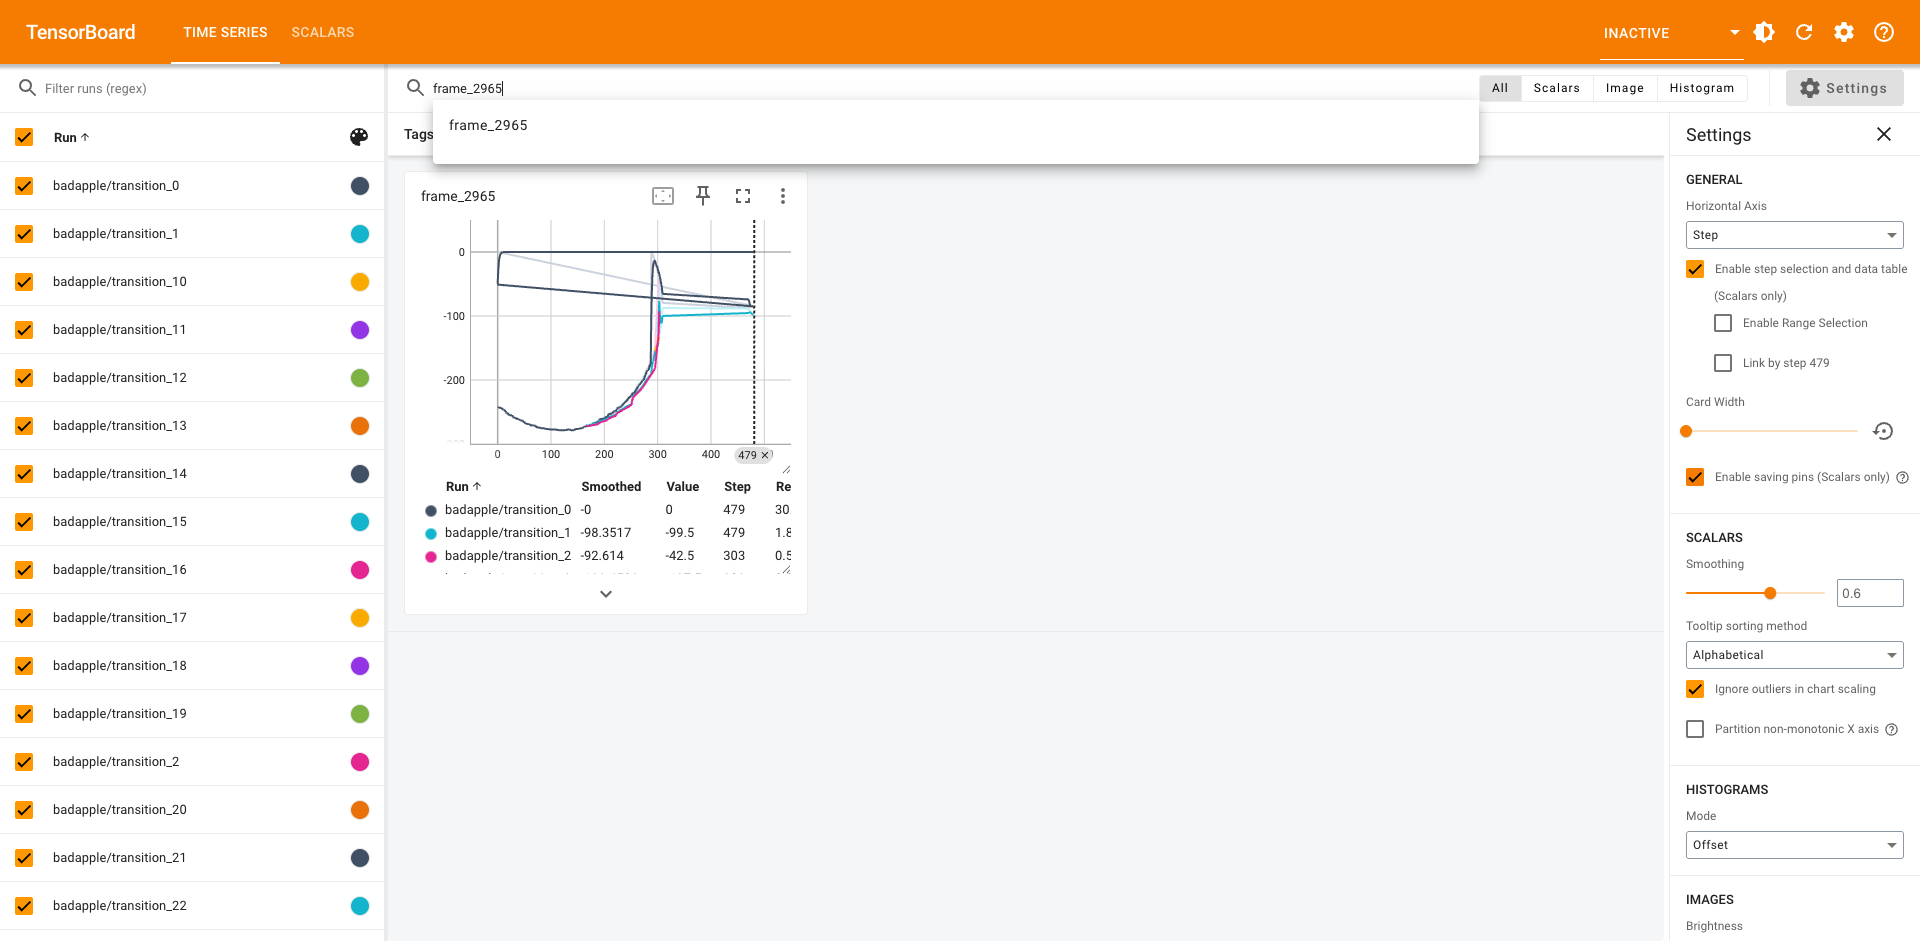 TensorBoard
TIME SERIES
SCALARS
INACTIVE
Filter runs (regex)
frame_2965
All
Scalars
Image
Histogram
Settings
frame_2965
Run
Tags
Settings
badapple/transition_0
badapple/transition_1
badapple/transition_10
badapple/transition_11
badapple/transition_12
badapple/transition_13
badapple/transition_14
badapple/transition_15
badapple/transition_16
badapple/transition_17
badapple/transition_18
badapple/transition_19
badapple/transition_2
badapple/transition_20
badapple/transition_21
badapple/transition_22
frame_2965
0
-100
-200
0 100 200 300 400 479
Run Smoothed Value Step Re
badapple/transition_0 -0 0 479 30
badapple/transition_1 -98.3517 -99.5 479 1.8
badapple/transition_2 -92.614 -42.5 303 0.5
GENERAL
Horizontal Axis
Step
Enable step selection and data table
(Scalars only)
Enable Range Selection
Link by step 479
Card Width
Enable saving pins (Scalars only)
SCALARS
Smoothing
0.6
Tooltip sorting method
Alphabetical
Ignore outliers in chart scaling
Partition non-monotonic X axis
HISTOGRAMS
Mode
Offset
IMAGES
Brightness